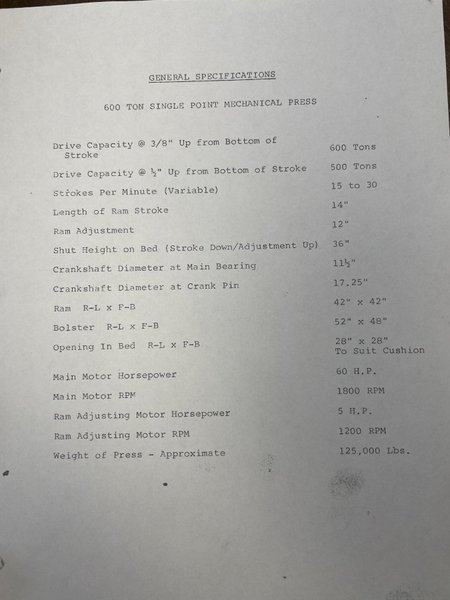 GENERAL SPECIFICATIONS
600 TON SINGLE POINT MECHANICAL PRESS
Drive Capacity @ 3/8" Up from Bottom of
Stroke 600 Tons
Drive Capacity @ ½" Up from Bottom of Stroke 500 Tons
Strokes Per Minute (Variable) 15 to 30
Length of Ram Stroke 14"
Ram Adjustment 12"
Shut Height on Bed (Stroke Down/Adjustment Up) 36"
Crankshaft Diameter at Main Bearing 11½"
Crankshaft Diameter at Crank Pin 17.25"
Ram R-L x F-B 42" x 42"
Bolster R-L x F-B 52" x 48"
Opening In Bed R-L x F-B 28" x 28"
To Suit Cushion
Main Motor Horsepower 60 H.P.
Main Motor RPM 1800 RPM
Ram Adjusting Motor Horsepower 5 H.P.
Ram Adjusting Motor RPM 1200 RPM
Weight of Press - Approximate 125,000 Lbs.